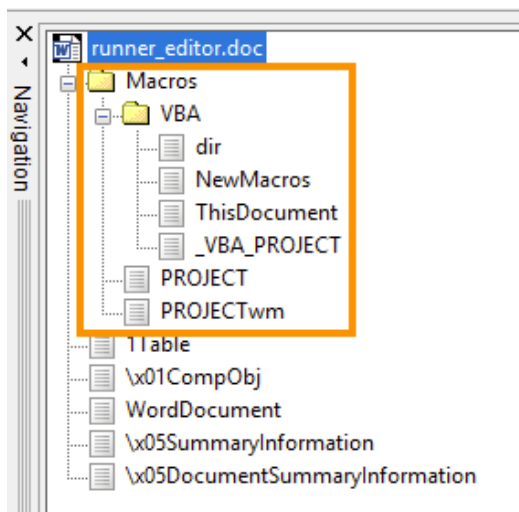 runner_editor.doc
Macros
VBA
dir
NewMacros
ThisDocument
_VBA_PROJECT
PROJECT
PROJECTwm
1Table
\x01CompObj
WordDocument
\x05SummaryInformation
\x05DocumentSummaryInformation
Navigation